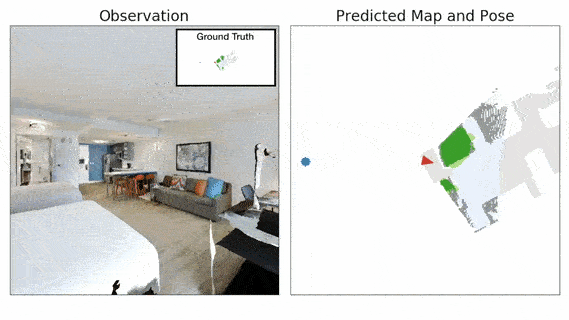 Observation
Predicted Map and Pose
Ground Truth